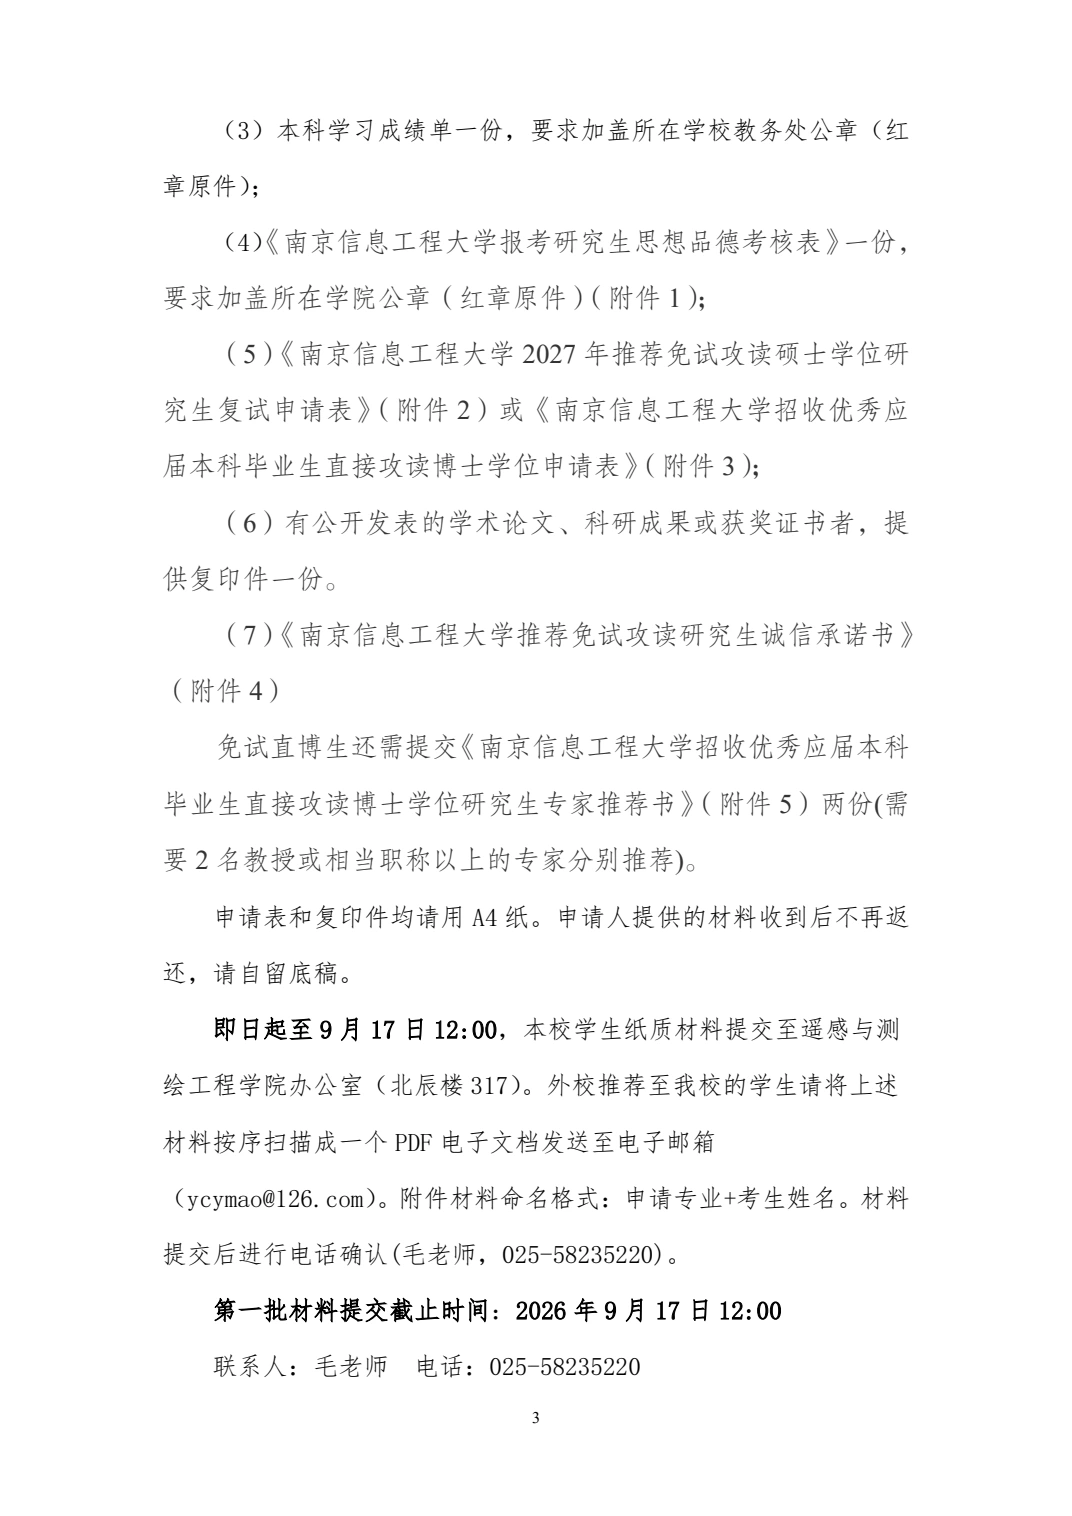 （3）本科学习成绩单一份，要求加盖所在学校教务处公章（红
章原件）；
（4）《南京信息工程大学报考研究生思想品德考核表》一份，
要求加盖所在学院公章（红章原件）（附件 1）；
（5）《南京信息工程大学 2027 年推荐免试攻读硕士学位研
究生复试申请表》（附件 2）或《南京信息工程大学招收优秀应
届本科毕业生直接攻读博士学位申请表》（附件 3）；
（6）有公开发表的学术论文、科研成果或获奖证书者，提
供复印件一份。
（7）《南京信息工程大学推荐免试攻读研究生诚信承诺书》
（附件 4）
免试直博生还需提交《南京信息工程大学招收优秀应届本科
毕业生直接攻读博士学位研究生专家推荐书》（附件 5）两份(需
要 2 名教授或相当职称以上的专家分别推荐)。
申请表和复印件均请用 A4 纸。申请人提供的材料收到后不再返
还，请自留底稿。
即日起至 9 月 17 日 12:00，本校学生纸质材料提交至遥感与测
绘工程学院办公室（北辰楼 317）。外校推荐至我校的学生请将上述
材料按序扫描成一个 PDF 电子文档发送至电子邮箱
（ycymao@126.com）。附件材料命名格式：申请专业+考生姓名。材料
提交后进行电话确认(毛老师，025-58235220)。
第一批材料提交截止时间：2026 年 9 月 17 日 12:00
联系人：毛老师 电话：025-58235220
3